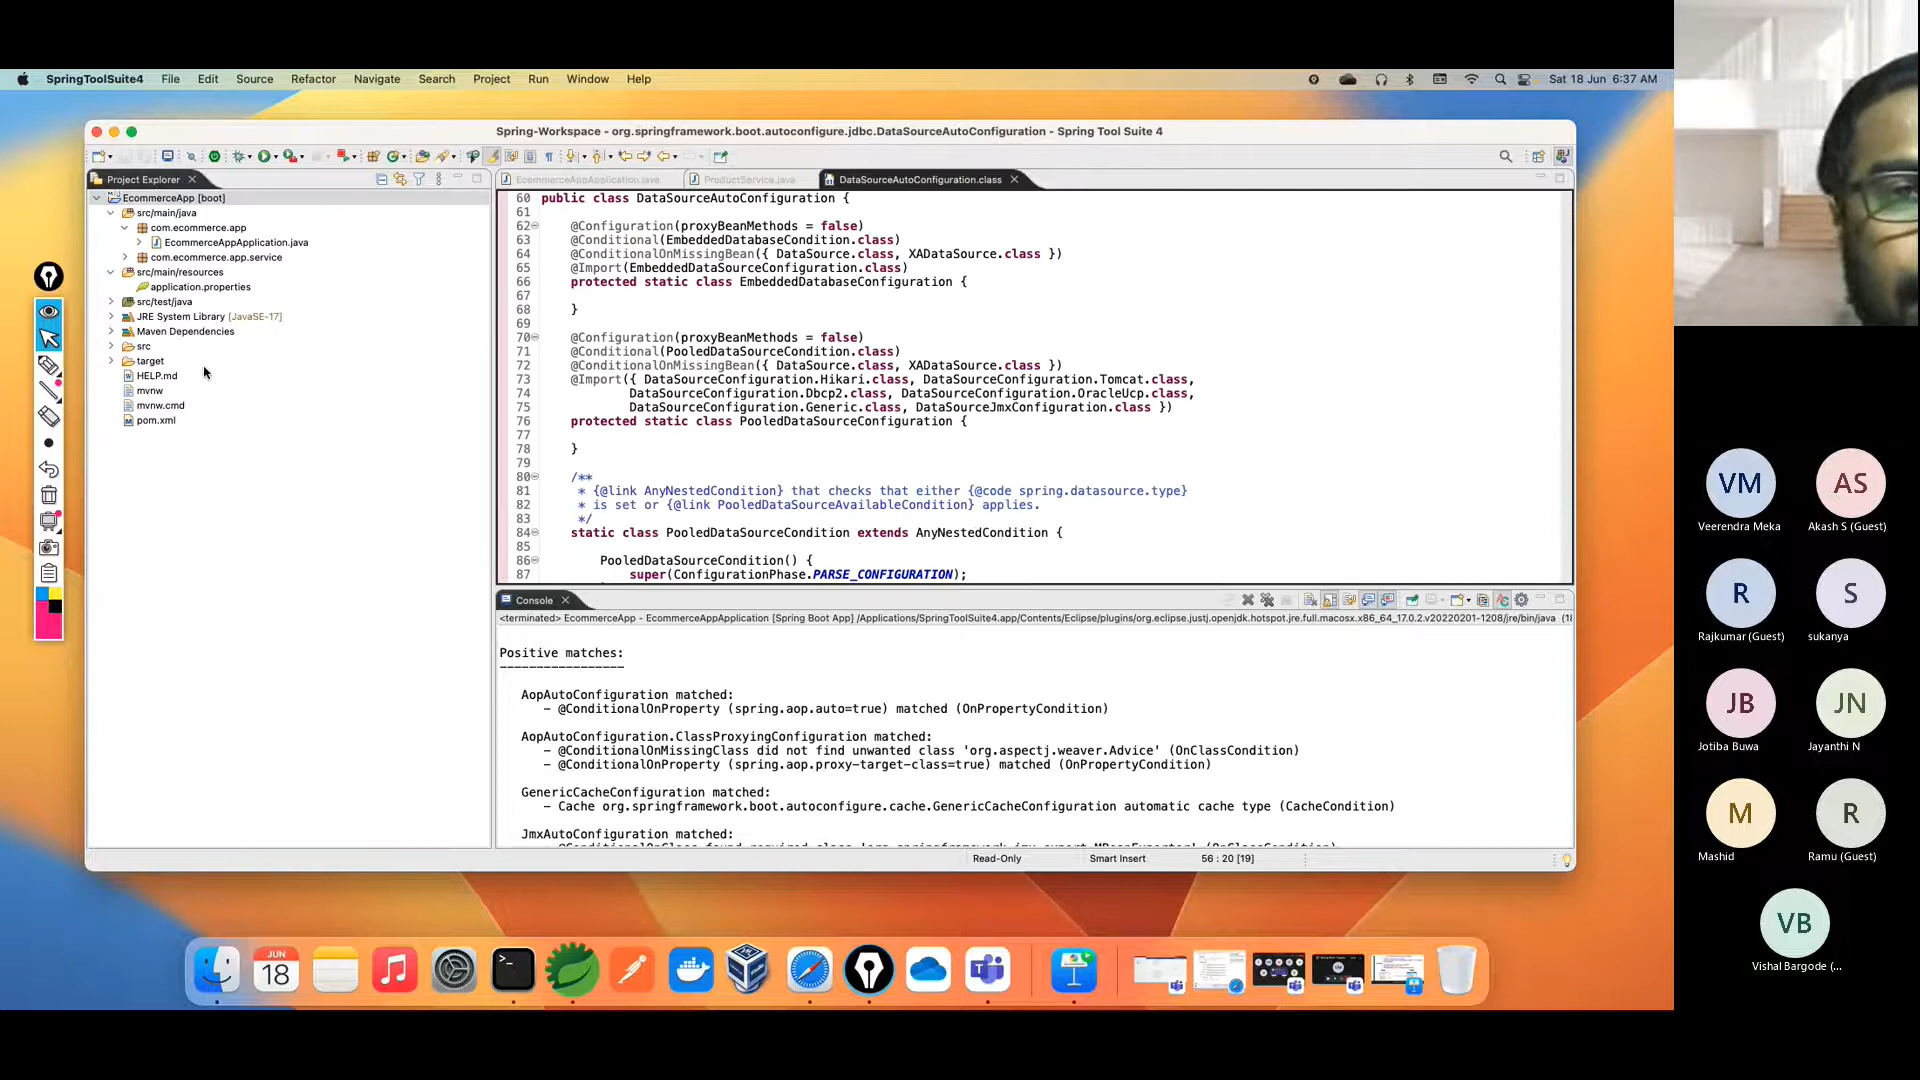 SpringToolSuite4 File Edit Source Refactor Navigate Search Project Run Window Help Sat 18 Jun 6:37 AM
Spring-Workspace - org.springframework.boot.autoconfigure.jdbc.DataSourceAutoConfiguration - Spring Tool Suite 4
Project Explorer
EcommerceApp [boot]
src/main/java
com.ecommerce.app
EcommerceAppApplication.java
com.ecommerce.app.service
src/main/resources
application.properties
src/test/java
JRE System Library [JavaSE-17]
Maven Dependencies
src
target
HELP.md
mvnw
mvnw.cmd
pom.xml
EcommerceAppApplication.java ProductService.java DataSourceAutoConfiguration.class
60 public class DataSourceAutoConfiguration {
61
62 @Configuration(proxyBeanMethods = false)
63 @Conditional(EmbeddedDatabaseCondition.class)
64 @ConditionalOnMissingBean({ DataSource.class, XADataSource.class })
65 @Import(EmbeddedDataSourceConfiguration.class)
66 protected static class EmbeddedDatabaseConfiguration {
67
68 }
69
70 @Configuration(proxyBeanMethods = false)
71 @Conditional(PooledDataSourceCondition.class)
72 @ConditionalOnMissingBean({ DataSource.class, XADataSource.class })
73 @Import({ DataSourceConfiguration.Hikari.class, DataSourceConfiguration.Tomcat.class,
74 DataSourceConfiguration.Dbcp2.class, DataSourceConfiguration.OracleUcp.class,
75 DataSourceConfiguration.Generic.class, DataSourceJmxConfiguration.class })
76 protected static class PooledDataSourceConfiguration {
77
78 }
79
80 /**
81 * {@link AnyNestedCondition} that checks that either {@code spring.datasource.type}
82 * is set or {@link PooledDataSourceAvailableCondition} applies.
83 */
84 static class PooledDataSourceCondition extends AnyNestedCondition {
85
86 PooledDataSourceCondition() {
87 super(ConfigurationPhase.PARSE_CONFIGURATION);
Console
<terminated> EcommerceApp - EcommerceAppApplication [Spring Boot App] /Applications/SpringToolSuite4.app/Contents/Eclipse/plugins/org.eclipse.justj.openjdk.hotspot.jre.full.macosx.x86_64_17.0.2.v20220201-1208/jre/bin/java (18
Positive matches:
-----------------
AopAutoConfiguration matched:
- @ConditionalOnProperty (spring.aop.auto=true) matched (OnPropertyCondition)
AopAutoConfiguration.ClassProxyingConfiguration matched:
- @ConditionalOnMissingClass did not find unwanted class 'org.aspectj.weaver.Advice' (OnClassCondition)
- @ConditionalOnProperty (spring.aop.proxy-target-class=true) matched (OnPropertyCondition)
GenericCacheConfiguration matched:
- Cache org.springframework.boot.autoconfigure.cache.GenericCacheConfiguration automatic cache type (CacheCondition)
JmxAutoConfiguration matched:
Read-Only Smart Insert 56 : 20 [19]
JUN
18
VM AS
Veerendra Meka Akash S (Guest)
R S
Rajkumar (Guest) sukanya
JB JN
Jotiba Buwa Jayanthi N
M R
Mashid Ramu (Guest)
VB
Vishal Bargode (...